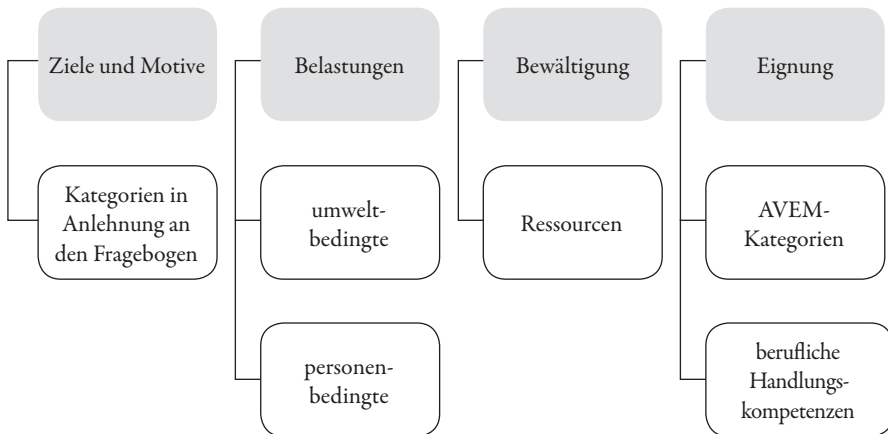 Ziele und Motive
Belastungen
Bewältigung
Eignung
Kategorien in
Anlehnung an
den Fragebogen
umwelt-
bedingte
Ressourcen
AVEM-
Kategorien
personen-
bedingte
berufliche
Handlungs-
kompetenzen